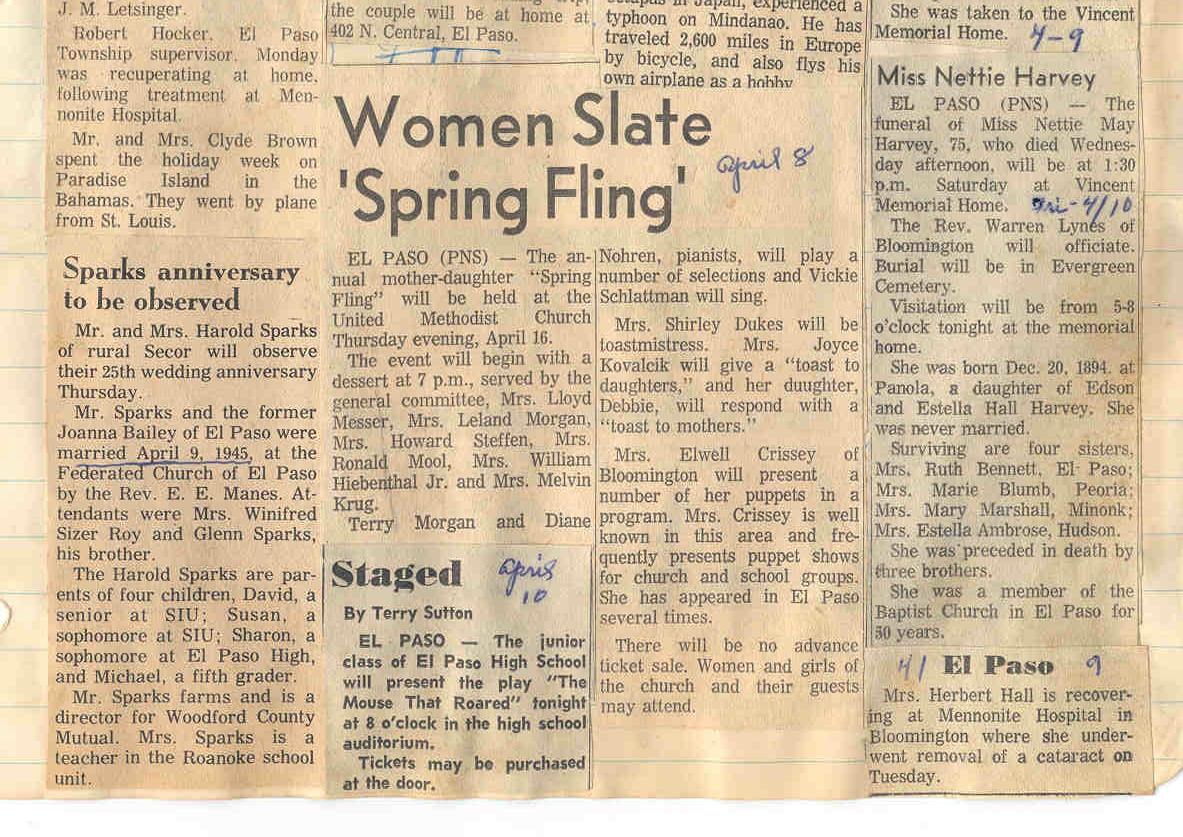 J. M. Letsinger.
Robert Hocker, El Paso
Township supervisor, Monday
was recuperating at home,
following treatment at Men-
nonite Hospital.
Mr. and Mrs. Clyde Brown
spent the holiday week on
Paradise Island in the
Bahamas. They went by plane
from St. Louis.
Sparks anniversary
to be observed
Mr. and Mrs. Harold Sparks
of rural Secor will observe
their 25th wedding anniversary
Thursday.
Mr. Sparks and the former
Joanna Bailey of El Paso were
married April 9, 1945, at the
Federated Church of El Paso
by the Rev. E. E. Manes. At-
tendants were Mrs. Winifred
Sizer Roy and Glenn Sparks,
his brother.
The Harold Sparks are par-
ents of four children, David, a
senior at SIU; Susan, a
sophomore at SIU; Sharon, a
sophomore at El Paso High,
and Michael, a fifth grader.
Mr. Sparks farms and is a
director for Woodford County
Mutual. Mrs. Sparks is a
teacher in the Roanoke school
unit.
the couple will be at home at
402 N. Central, El Paso.
in Japan, experienced a
typhoon on Mindanao. He has
traveled 2,600 miles in Europe
by bicycle, and also flys his
own airplane as a hobby
Women Slate
'Spring Fling'
April 8
EL PASO (PNS) — The an-
nual mother-daughter "Spring
Fling" will be held at the
United Methodist Church
Thursday evening, April 16.
The event will begin with a
dessert at 7 p.m., served by the
general committee, Mrs. Lloyd
Messer, Mrs. Leland Morgan,
Mrs. Howard Steffen, Mrs.
Ronald Mool, Mrs. William
Hiebenthal Jr. and Mrs. Melvin
Krug.
Terry Morgan and Diane
Nohren, pianists, will play a
number of selections and Vickie
Schlattman will sing.
Mrs. Shirley Dukes will be
toastmistress. Mrs. Joyce
Kovalcik will give a "toast to
daughters," and her duughter,
Debbie, will respond with a
"toast to mothers."
Mrs. Elwell Crissey of
Bloomington will present a
number of her puppets in a
program. Mrs. Crissey is well
known in this area and fre-
quently presents puppet shows
for church and school groups.
She has appeared in El Paso
several times.
There will be no advance
ticket sale. Women and girls of
the church and their guests
may attend.
Staged
April
10
By Terry Sutton
EL PASO — The junior
class of El Paso High School
will present the play "The
Mouse That Roared" tonight
at 8 o'clock in the high school
auditorium.
Tickets may be purchased
at the door.
She was taken to the Vincent
Memorial Home. 4-9
Miss Nettie Harvey
EL PASO (PNS) — The
funeral of Miss Nettie May
Harvey, 75, who died Wednes-
day afternoon, will be at 1:30
p.m. Saturday at Vincent
Memorial Home. Fri-4/10
The Rev. Warren Lynes of
Bloomington will officiate.
Burial will be in Evergreen
Cemetery.
Visitation will be from 5-8
o'clock tonight at the memorial
home.
She was born Dec. 20, 1894, at
Panola, a daughter of Edson
and Estella Hall Harvey. She
was never married.
Surviving are four sisters,
Mrs. Ruth Bennett, El Paso;
Mrs. Marie Blumb, Peoria;
Mrs. Mary Marshall, Minonk;
Mrs. Estella Ambrose, Hudson.
She was preceded in death by
three brothers.
She was a member of the
Baptist Church in El Paso for
50 years.
4/ El Paso 9
Mrs. Herbert Hall is recover-
ing at Mennonite Hospital in
Bloomington where she under-
went removal of a cataract on
Tuesday.